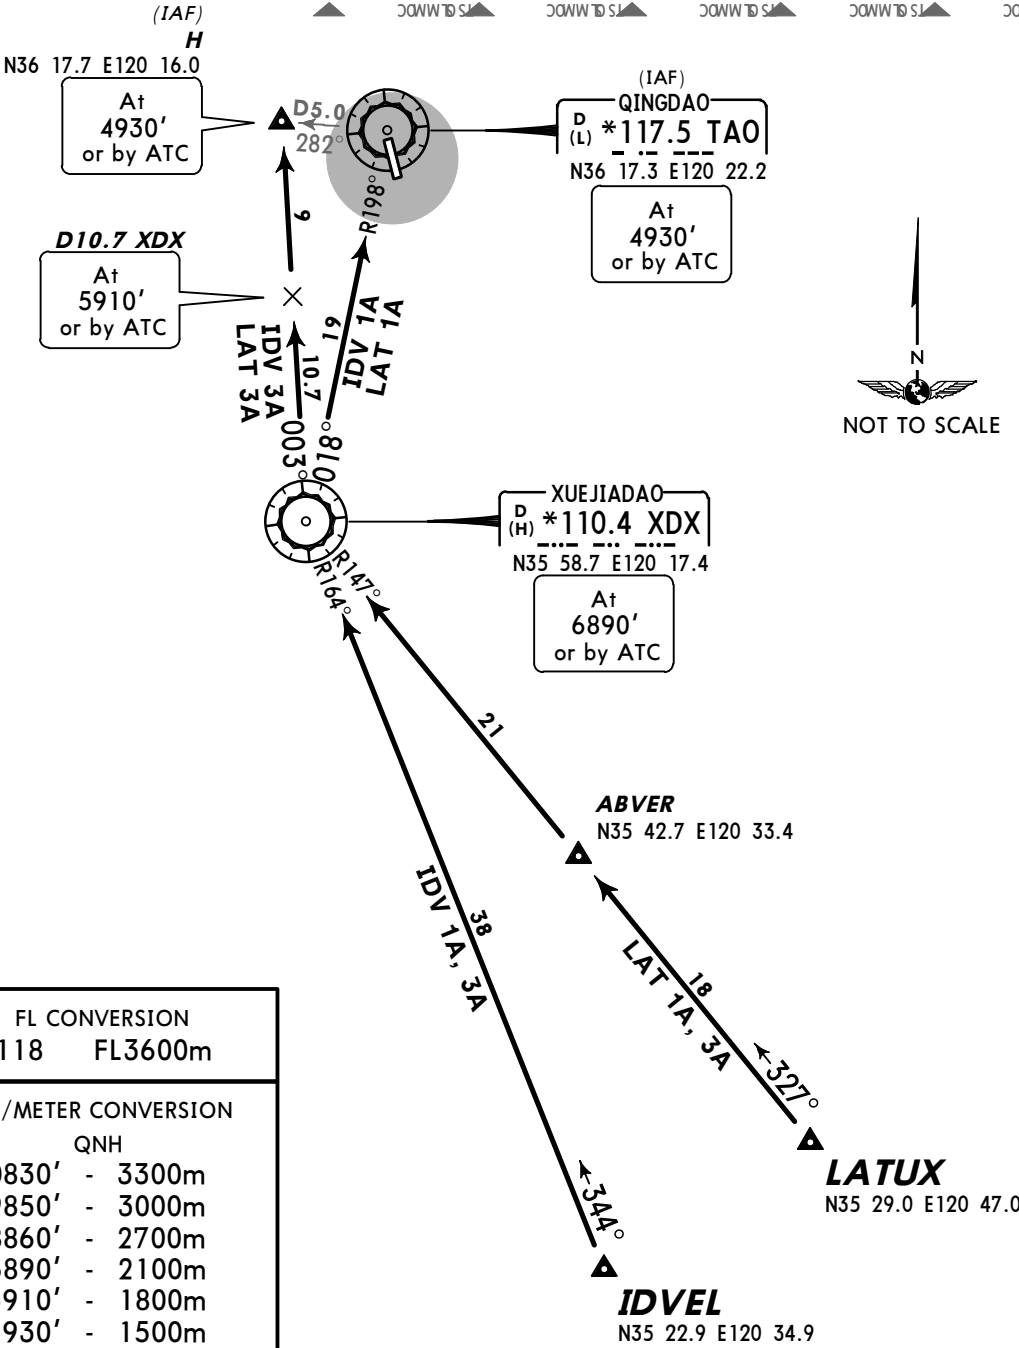 (IAF)
H
N36 17.7 E120 16.0
At
4930'
or by ATC
D5.0
282°
R198°
(IAF)
QINGDAO
D
(L)
*117.5 TAO
N36 17.3 E120 22.2
At
4930'
or by ATC
9
D10.7 XDX
At
5910'
or by ATC
IDV 3A
LAT 3A
10.7
003°
19
IDV 1A
LAT 1A
018°
N
NOT TO SCALE
XUEJIADAO
D
(H)
*110.4 XDX
N35 58.7 E120 17.4
At
6890'
or by ATC
R147°
R164°
21
ABVER
N35 42.7 E120 33.4
38
IDV 1A, 3A
18
LAT 1A, 3A
327°
LATUX
N35 29.0 E120 47.0
344°
IDVEL
N35 22.9 E120 34.9
FL CONVERSION
118 FL3600m
/METER CONVERSION
QNH
830' - 3300m
850' - 3000m
860' - 2700m
890' - 2100m
910' - 1800m
930' - 1500m